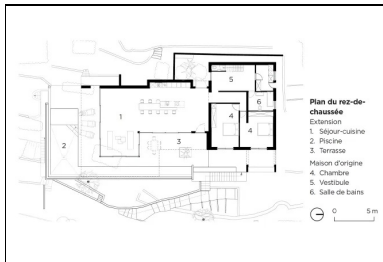 1
2
3
4
4
5
6
Plan du rez-de-
chaussée
Extension
1. Séjour-cuisine
2. Piscine
3. Terrasse
Maison d'origine
4. Chambre
5. Vestibule
6. Salle de bains
0 5 m